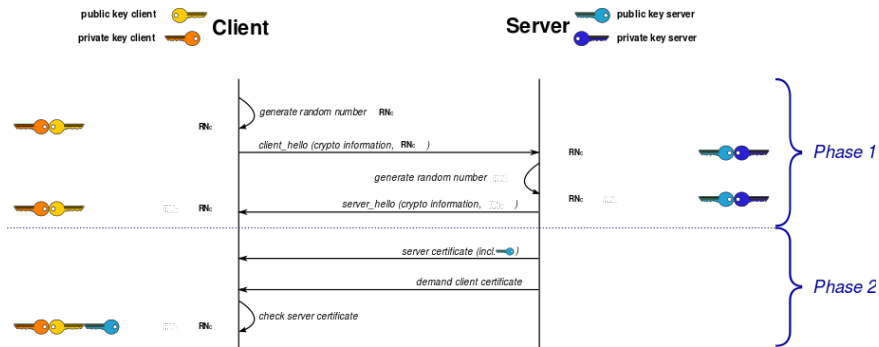 public key client
private key client
Client
Server
public key server
private key server
generate random number RNc
RNc
client_hello (crypto information, RNc )
RNc
Phase 1
generate random number
RNc
server_hello (crypto information, )
RNc
server certificate (incl. )
demand client certificate
Phase 2
check server certificate
RNc